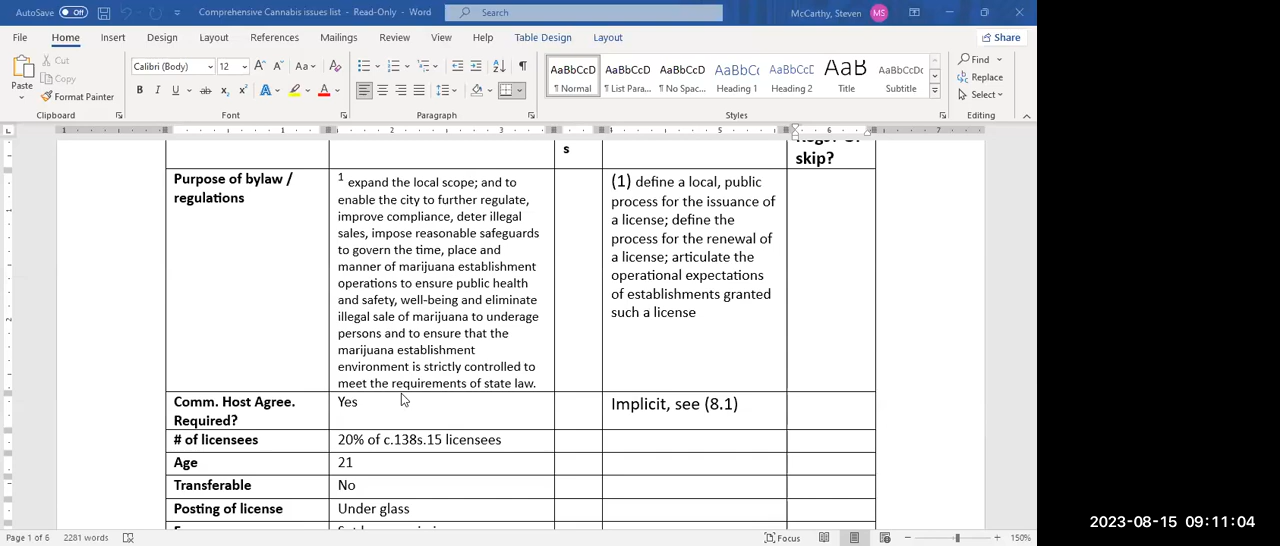 AutoSave Off Comprehensive Cannabis issues list - Read-Only - Word Search McCarthy, Steven MS
File Home Insert Design Layout References Mailings Review View Help Table Design Layout Share
Cut
Copy
Format Painter
Paste
Clipboard
Calibri (Body) 12
Font
Paragraph
AaBbCcD AaBbCcD AaBbCcD AaBbCc AaBbCcD AaB AaBbCcDd
¶ Normal ¶ List Para... ¶ No Spac... Heading 1 Heading 2 Title Subtitle
Styles
Find
Replace
Select
Editing
s
skip?
Purpose of bylaw /
regulations
1 expand the local scope; and to
enable the city to further regulate,
improve compliance, deter illegal
sales, impose reasonable safeguards
to govern the time, place and
manner of marijuana establishment
operations to ensure public health
and safety, well-being and eliminate
illegal sale of marijuana to underage
persons and to ensure that the
marijuana establishment
environment is strictly controlled to
meet the requirements of state law.
(1) define a local, public
process for the issuance of
a license; define the
process for the renewal of
a license; articulate the
operational expectations
of establishments granted
such a license
Comm. Host Agree.
Required?
Yes
Implicit, see (8.1)
# of licensees
20% of c.138s.15 licensees
Age
21
Transferable
No
Posting of license
Under glass
2023-08-15 09:11:04
Page 1 of 6 2281 words Focus 150%